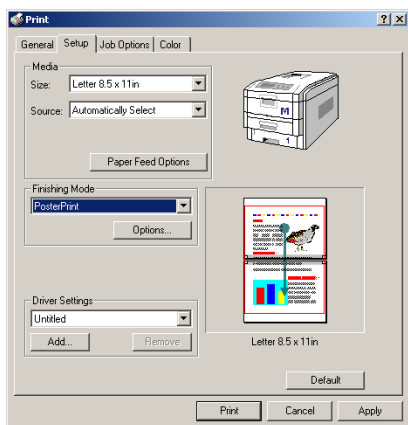 Print
General Setup Job Options Color
Media
Size: Letter 8.5 x 11in
Source: Automatically Select
M
1
Paper Feed Options
Finishing Mode
PosterPrint
Options...
Driver Settings
Untitled
Add... Remove
Letter 8.5 x 11in
Default
Print Cancel Apply